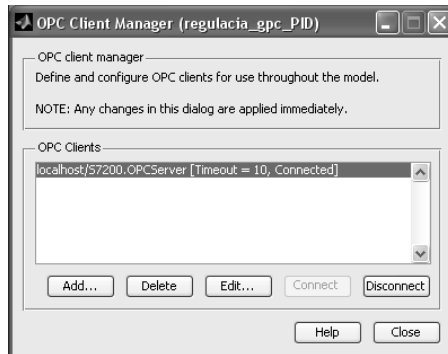 OPC Client Manager (regulacia_gpc_PID)
OPC client manager
Define and configure OPC clients for use throughout the model.
NOTE: Any changes in this dialog are applied immediately.
OPC Clients
localhost/S7200.OPCServer [Timeout = 10, Connected]
Add... Delete Edit... Connect Disconnect
Help Close